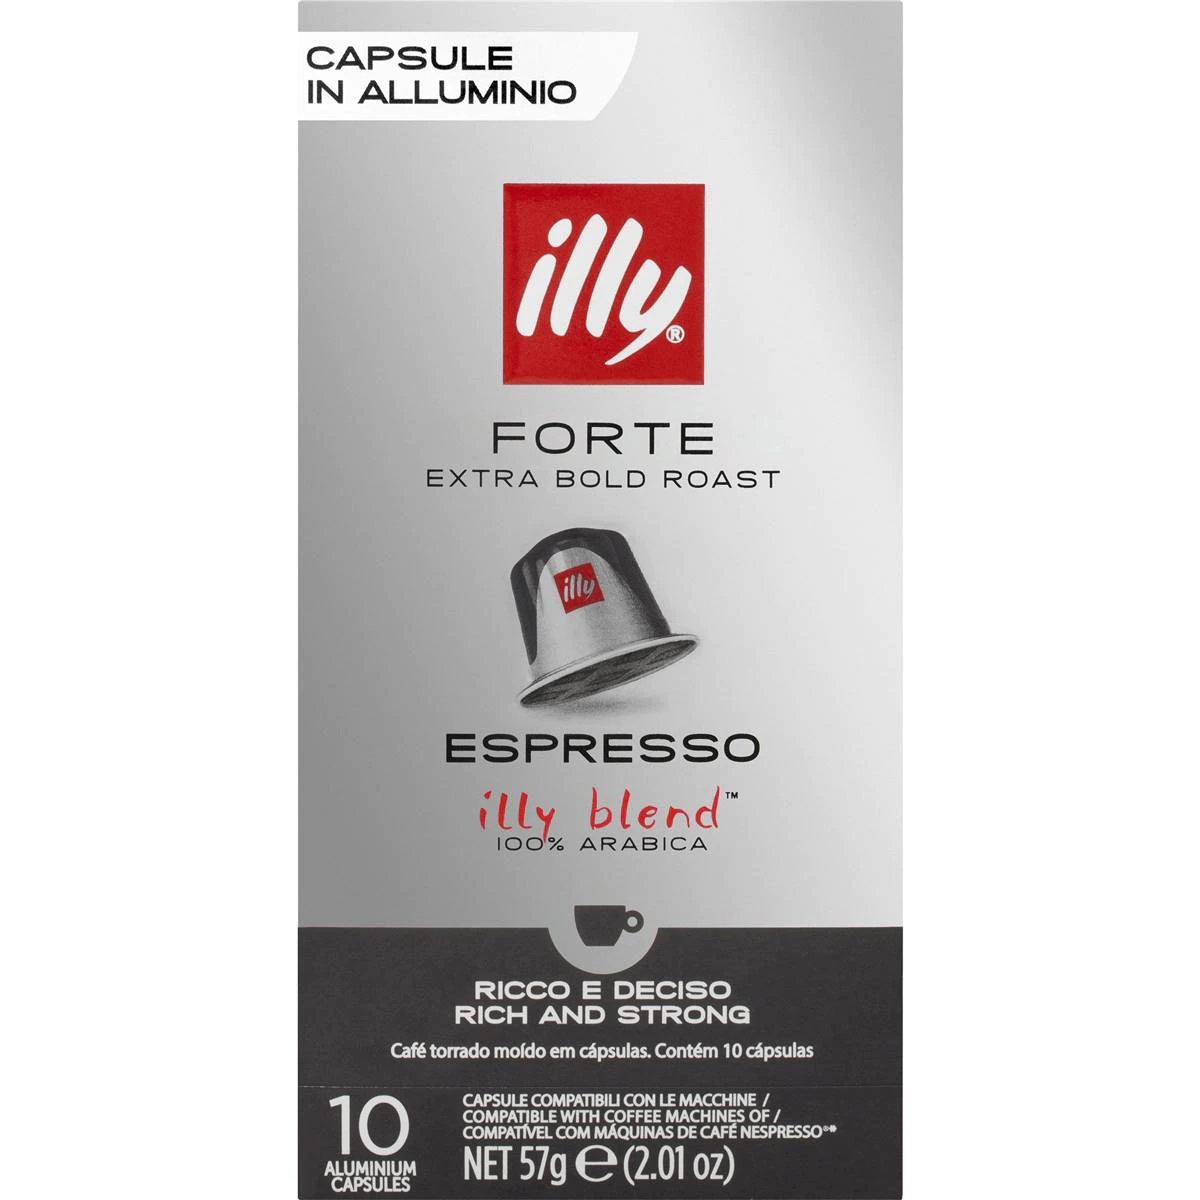 CAPSULE
IN ALLUMINIO
illy®
FORTE
EXTRA BOLD ROAST
illy
ESPRESSO
illy blend™
100% ARABICA
RICCO E DECISO
RICH AND STRONG
Café torrado moído em cápsulas. Contém 10 cápsulas
10
ALUMINIUM
CAPSULES
CAPSULE COMPATIBILI CON LE MACCHINE /
COMPATIBLE WITH COFFEE MACHINES OF /
COMPATÍVEL COM MÁQUINAS DE CAFÉ NESPRESSO®*
NET 57g ℮ (2.01 oz)